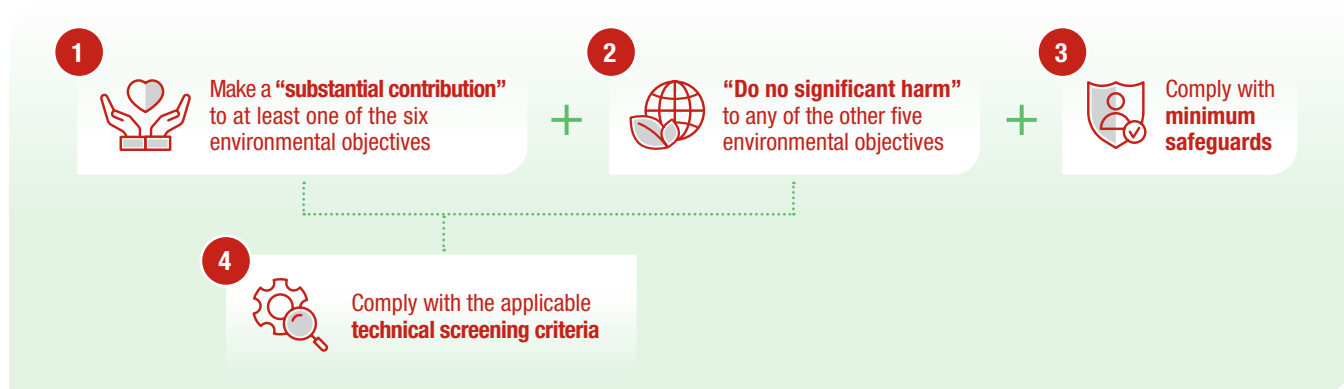 1
Make a “substantial contribution”
to at least one of the six
environmental objectives
+
2
“Do no significant harm”
to any of the other five
environmental objectives
+
3
Comply with
minimum
safeguards
4
Comply with the applicable
technical screening criteria